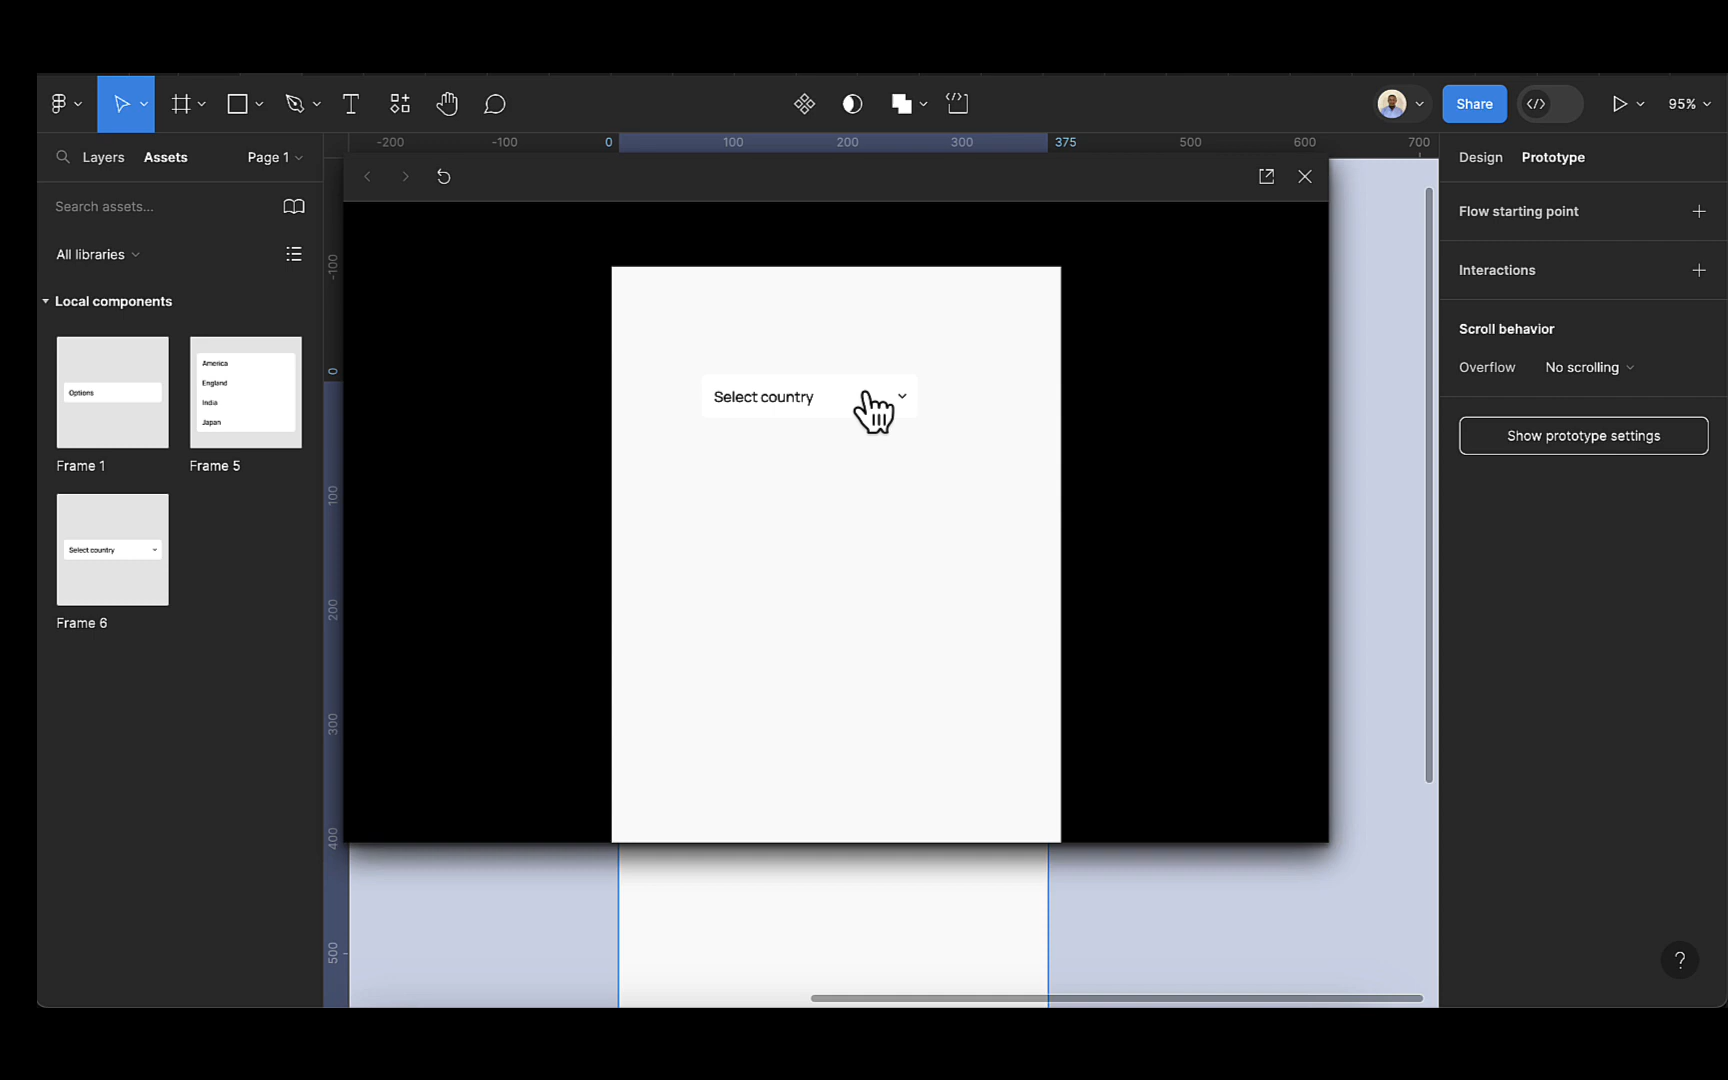 Share
95%
Layers
Assets
Page 1
-200
-100
0
100
200
300
375
500
600
700
Design
Prototype
Search assets...
All libraries
Local components
Options
America
England
India
Japan
Frame 1
Frame 5
Select country
Frame 6
-100
0
100
200
300
400
500
Select country
Flow starting point
Interactions
Scroll behavior
Overflow
No scrolling
Show prototype settings
?